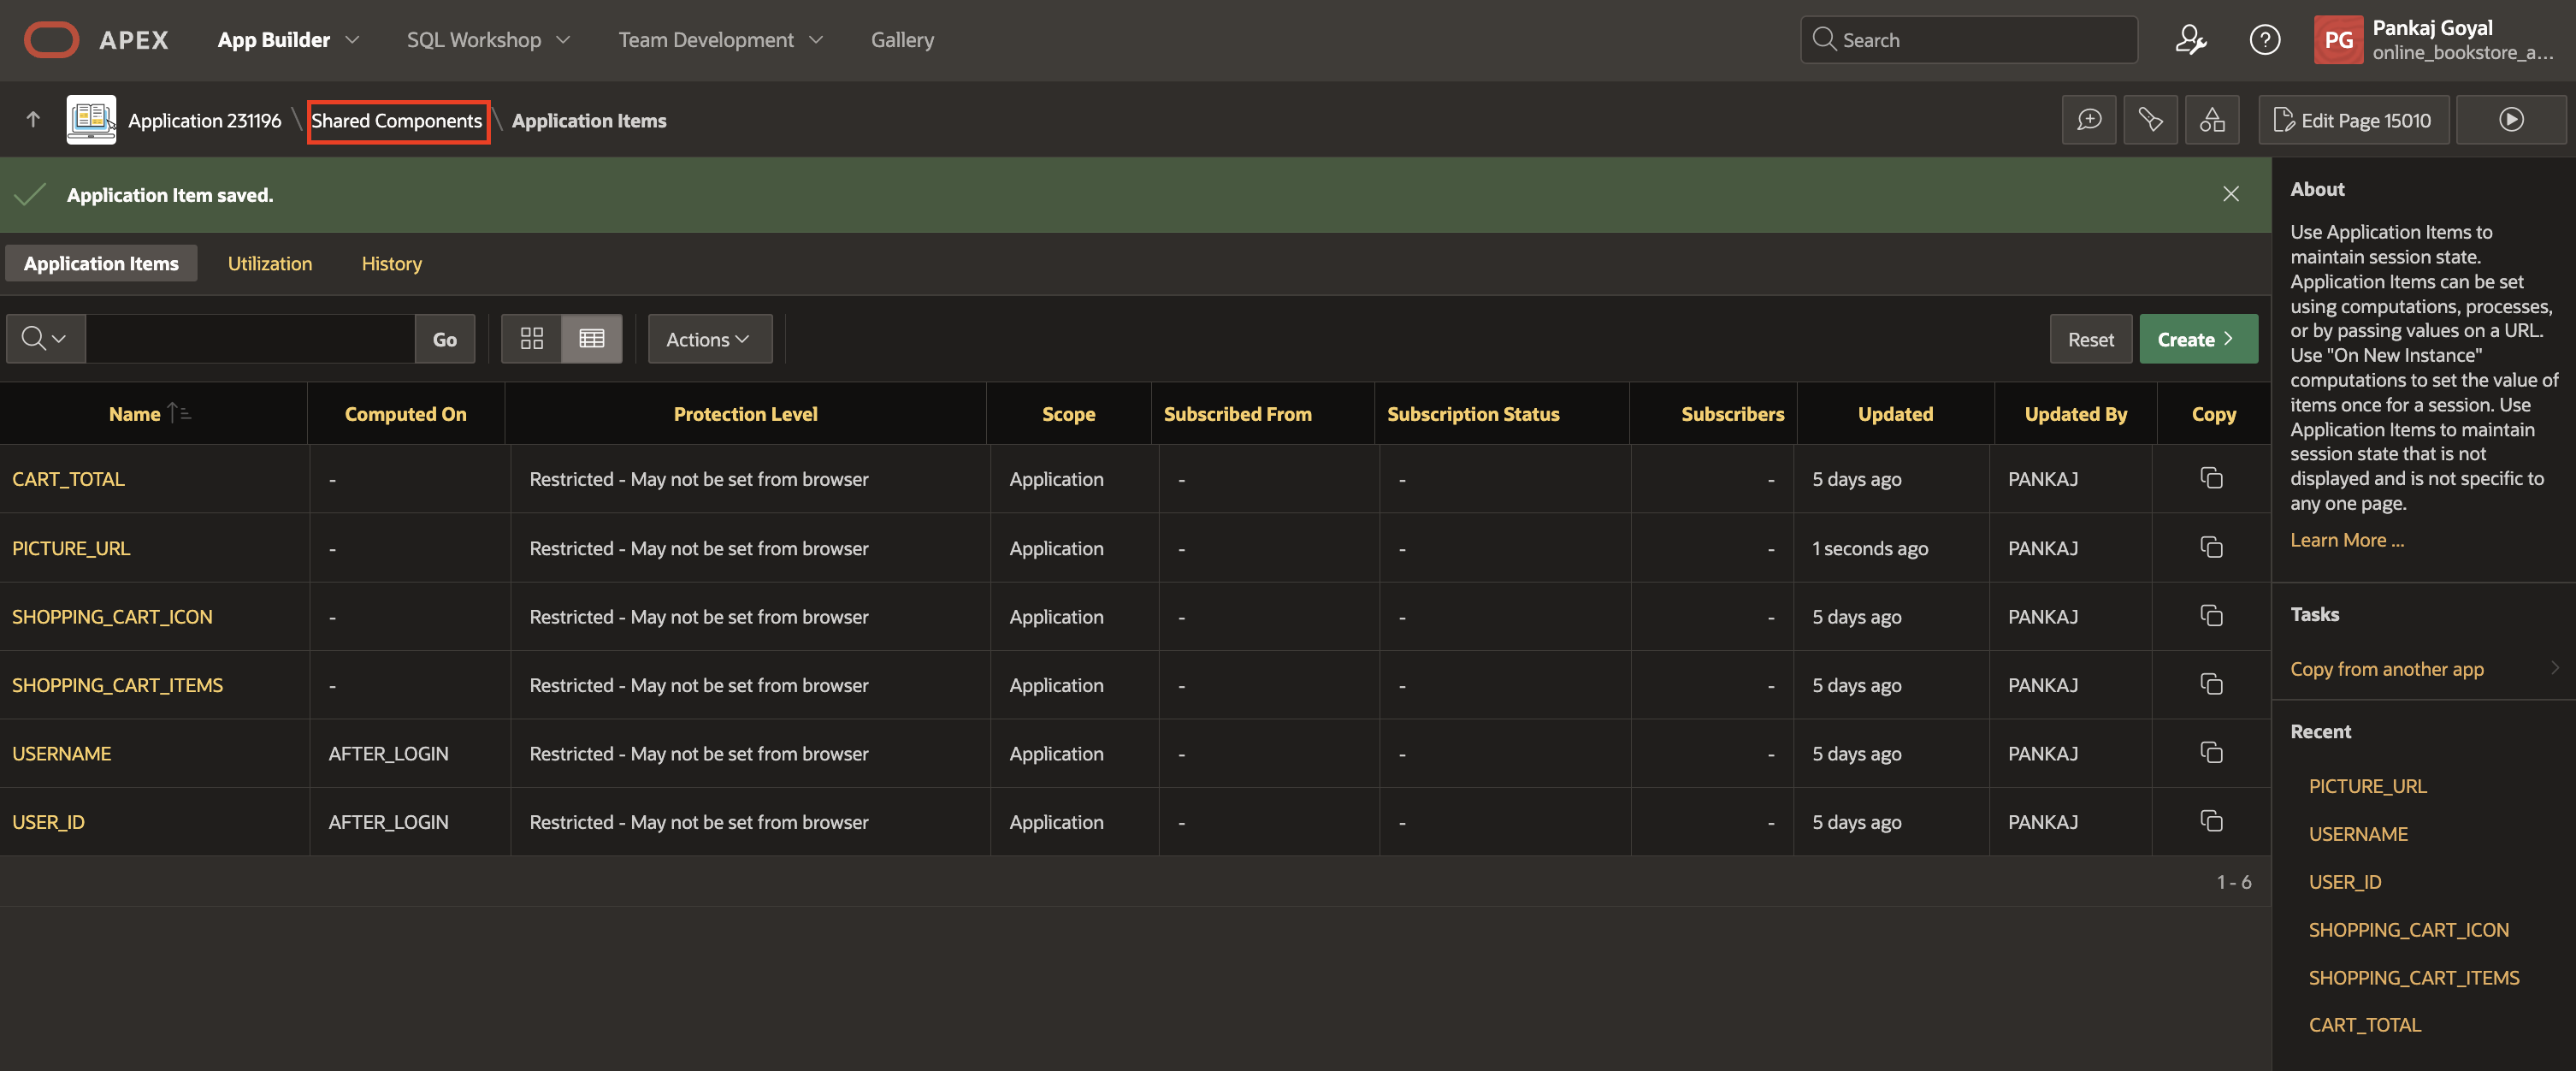 APEX App Builder SQL Workshop Team Development Gallery Search ? PG Pankaj Goyal
online_bookstore_a...
Application 231196 \ Shared Components \ Application Items Edit Page 15010
Application Item saved.
Application Items Utilization History
Go Actions Reset Create
Name Computed On Protection Level Scope Subscribed From Subscription Status Subscribers Updated Updated By Copy
CART_TOTAL - Restricted - May not be set from browser Application - - - 5 days ago PANKAJ
PICTURE_URL - Restricted - May not be set from browser Application - - - 1 seconds ago PANKAJ
SHOPPING_CART_ICON - Restricted - May not be set from browser Application - - - 5 days ago PANKAJ
SHOPPING_CART_ITEMS - Restricted - May not be set from browser Application - - - 5 days ago PANKAJ
USERNAME AFTER_LOGIN Restricted - May not be set from browser Application - - - 5 days ago PANKAJ
USER_ID AFTER_LOGIN Restricted - May not be set from browser Application - - - 5 days ago PANKAJ
1 - 6
About
Use Application Items to
maintain session state.
Application Items can be set
using computations, processes,
or by passing values on a URL.
Use "On New Instance"
computations to set the value of
items once for a session. Use
Application Items to maintain
session state that is not
displayed and is not specific to
any one page.
Learn More ...
Tasks
Copy from another app
Recent
PICTURE_URL
USERNAME
USER_ID
SHOPPING_CART_ICON
SHOPPING_CART_ITEMS
CART_TOTAL